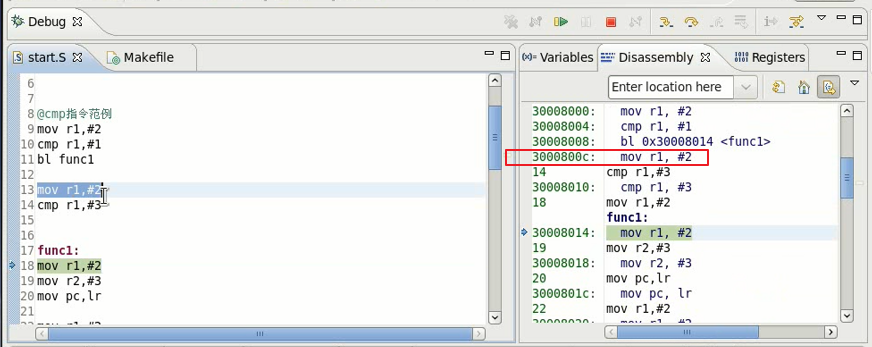 Debug
start.S
Makefile
6
7
8 @cmp指令范例
9 mov r1,#2
10 cmp r1,#1
11 bl func1
12
13 mov r1,#2
14 cmp r1,#3
15
16
17 func1:
18 mov r1,#2
19 mov r2,#3
20 mov pc,lr
21
(x)= Variables
Disassembly
1010 0101 Registers
Enter location here
30008000: mov r1, #2
30008004: cmp r1, #1
30008008: bl 0x30008014 <func1>
3000800c: mov r1, #2
14 cmp r1,#3
30008010: cmp r1, #3
18 mov r1,#2
func1:
30008014: mov r1, #2
19 mov r2,#3
30008018: mov r2, #3
20 mov pc,lr
3000801c: mov pc, lr
22 mov r1,#2